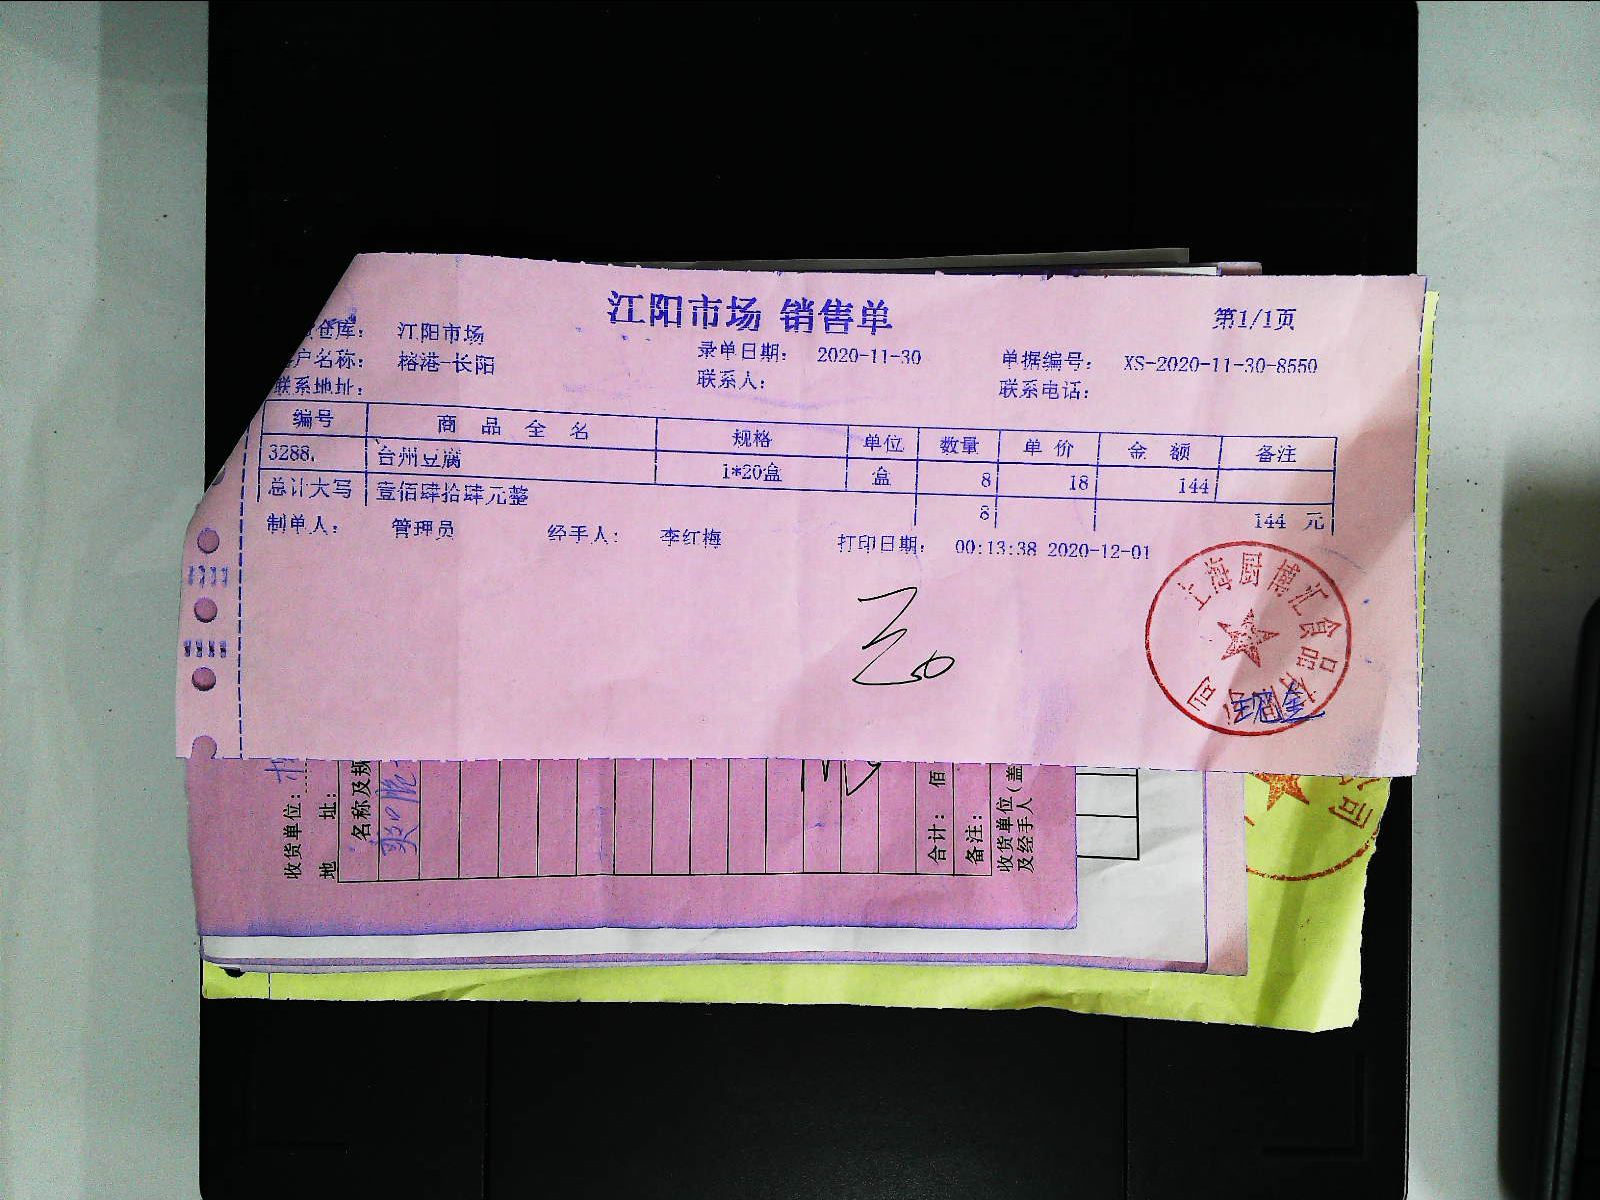 江阳市场 销售单
第1/1页
仓库： 江阳市场
录单日期： 2020-11-30
单据编号： XS-2020-11-30-8550
户名称： 榕港-长阳
联系人：
联系电话：
联系地址：
编号 商品全名 规格 单位 数量 单价 金额 备注
3288. 台州豆腐 1*20盒 盒 8 18 144
总计大写 壹佰肆拾肆元整 8 144 元
制单人： 管理员 经手人： 李红梅 打印日期： 00:13:38 2020-12-01
上海厨博汇食品有限公司
收货单位：
地 址：
名称及规
合计： 佰
备注：
收货单位（盖
及经手人
司